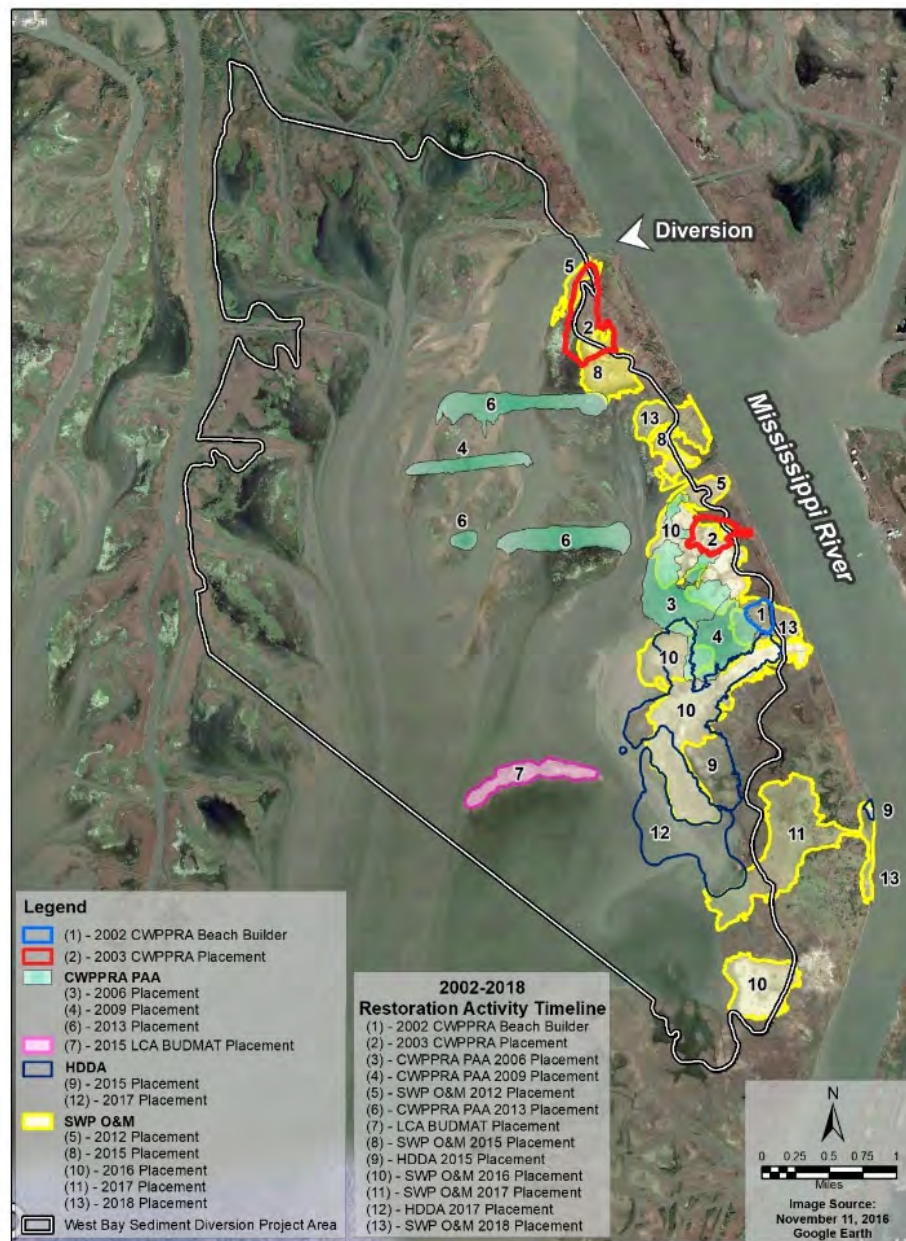 Diversion
5
2
8
6
13
8
4
5
6
6
10
2
Mississippi River
3
1
4
13
10
10
7
9
12
11
9
13
10
Legend
(1) - 2002 CWPPRA Beach Builder
(2) - 2003 CWPPRA Placement
CWPPRA PAA
(3) - 2006 Placement
(4) - 2009 Placement
(6) - 2013 Placement
(7) - 2015 LCA BUDMAT Placement
HDDA
(9) - 2015 Placement
(12) - 2017 Placement
SWP O&M
(5) - 2012 Placement
(8) - 2015 Placement
(10) - 2016 Placement
(11) - 2017 Placement
(13) - 2018 Placement
West Bay Sediment Diversion Project Area
2002-2018
Restoration Activity Timeline
(1) - 2002 CWPPRA Beach Builder
(2) - 2003 CWPPRA Placement
(3) - CWPPRA PAA 2006 Placement
(4) - CWPPRA PAA 2009 Placement
(5) - SWP O&M 2012 Placement
(6) - CWPPRA PAA 2013 Placement
(7) - LCA BUDMAT Placement
(8) - SWP O&M 2015 Placement
(9) - HDDA 2015 Placement
(10) - SWP O&M 2016 Placement
(11) - SWP O&M 2017 Placement
(12) - HDDA 2017 Placement
(13) - SWP O&M 2018 Placement
N
0 0.25 0.5 0.75 1
Miles
Image Source:
November 11, 2016
Google Earth